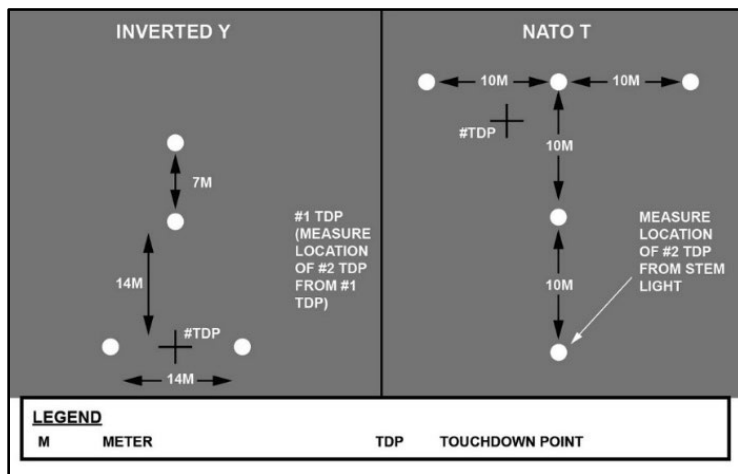 INVERTED Y
7M
14M
#1 TDP
(MEASURE
LOCATION
OF #2 TDP
FROM #1
TDP)
#TDP
14M
NATO T
10M
10M
#TDP
10M
10M
MEASURE
LOCATION
OF #2 TDP
FROM STEM
LIGHT
LEGEND
M METER TDP TOUCHDOWN POINT